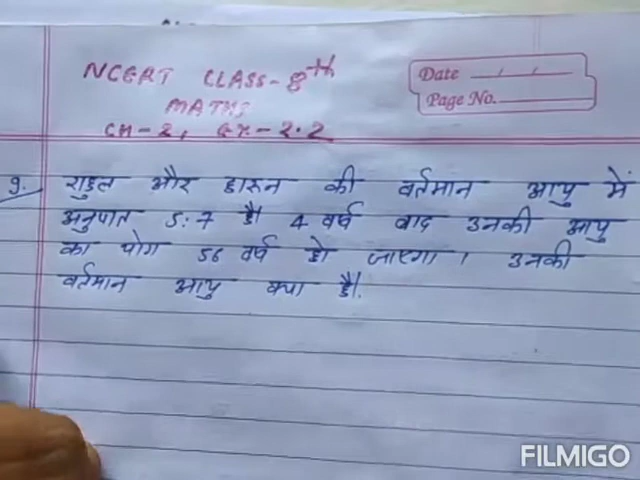 NCERT CLASS-8th
MATHS
CH-2, EX-2.2
Date / /
Page No.
9. राहुल और हारून की वर्तमान आयु में
अनुपात 5:7 है। 4 वर्ष बाद उनकी आयु
का योग 56 वर्ष हो जाएगा। उनकी
वर्तमान आयु क्या है।
FILMIGO